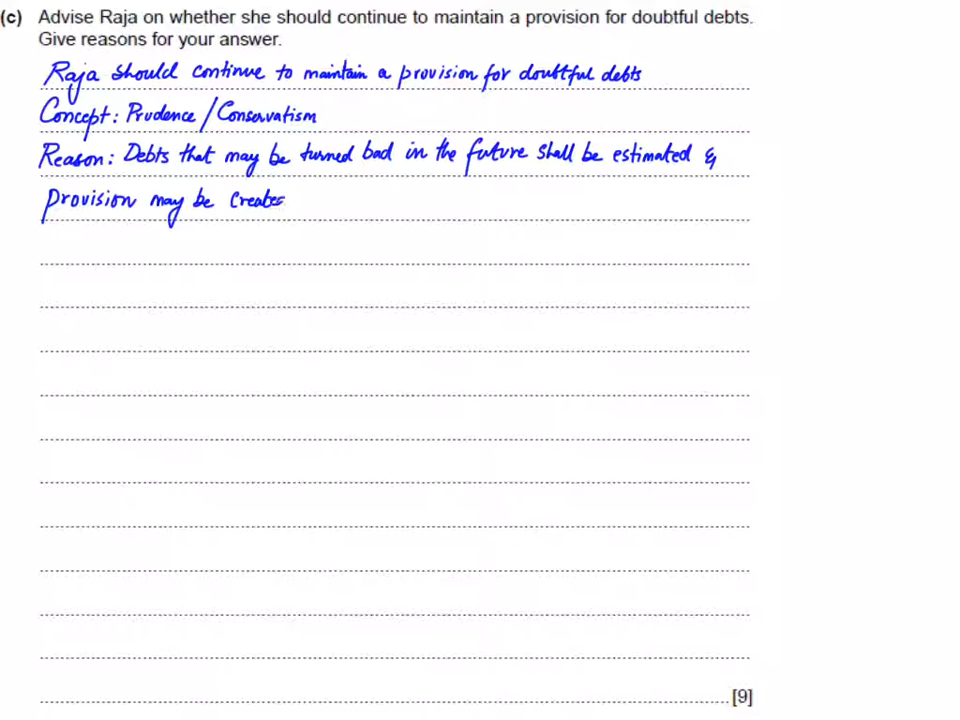 (c) Advise Raja on whether she should continue to maintain a provision for doubtful debts.
Give reasons for your answer.
Raja should continue to maintain a provision for doubtful debts
Concept: Prudence / Conservatism
Reason: Debts that may be turned bad in the future shall be estimated &
provision may be creates
[9]